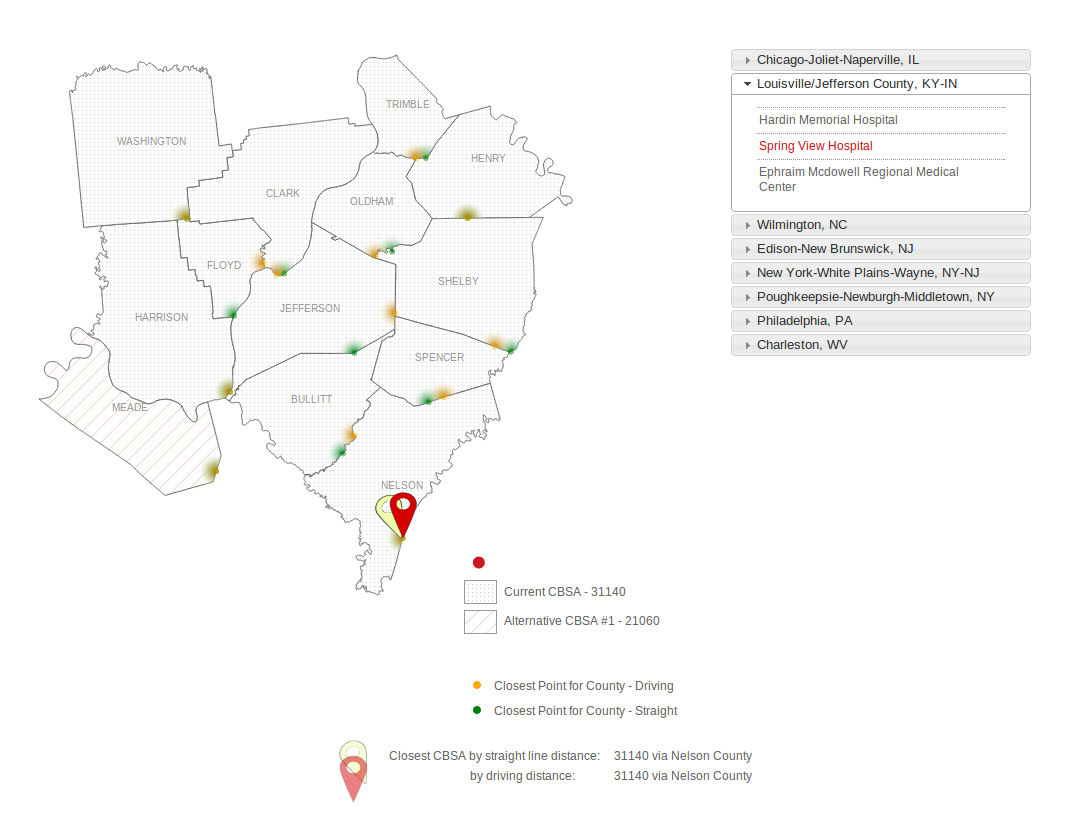 TRIMBLE
WASHINGTON
HENRY
CLARK
OLDHAM
FLOYD
SHELBY
JEFFERSON
HARRISON
SPENCER
BULLITT
MEADE
NELSON
Chicago-Joliet-Naperville, IL
Louisville/Jefferson County, KY-IN
Hardin Memorial Hospital
Spring View Hospital
Ephraim Mcdowell Regional Medical
Center
Wilmington, NC
Edison-New Brunswick, NJ
New York-White Plains-Wayne, NY-NJ
Poughkeepsie-Newburgh-Middletown, NY
Philadelphia, PA
Charleston, WV
Current CBSA - 31140
Alternative CBSA #1 - 21060
Closest Point for County - Driving
Closest Point for County - Straight
Closest CBSA by straight line distance: 31140 via Nelson County
by driving distance: 31140 via Nelson County